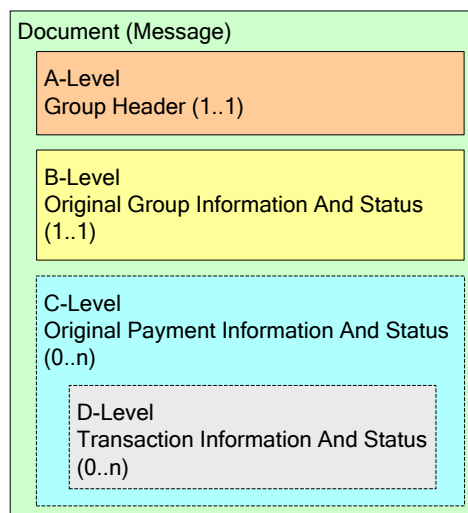 Document (Message)
A-Level
Group Header (1..1)
B-Level
Original Group Information And Status
(1..1)
C-Level
Original Payment Information And Status
(0..n)
D-Level
Transaction Information And Status
(0..n)